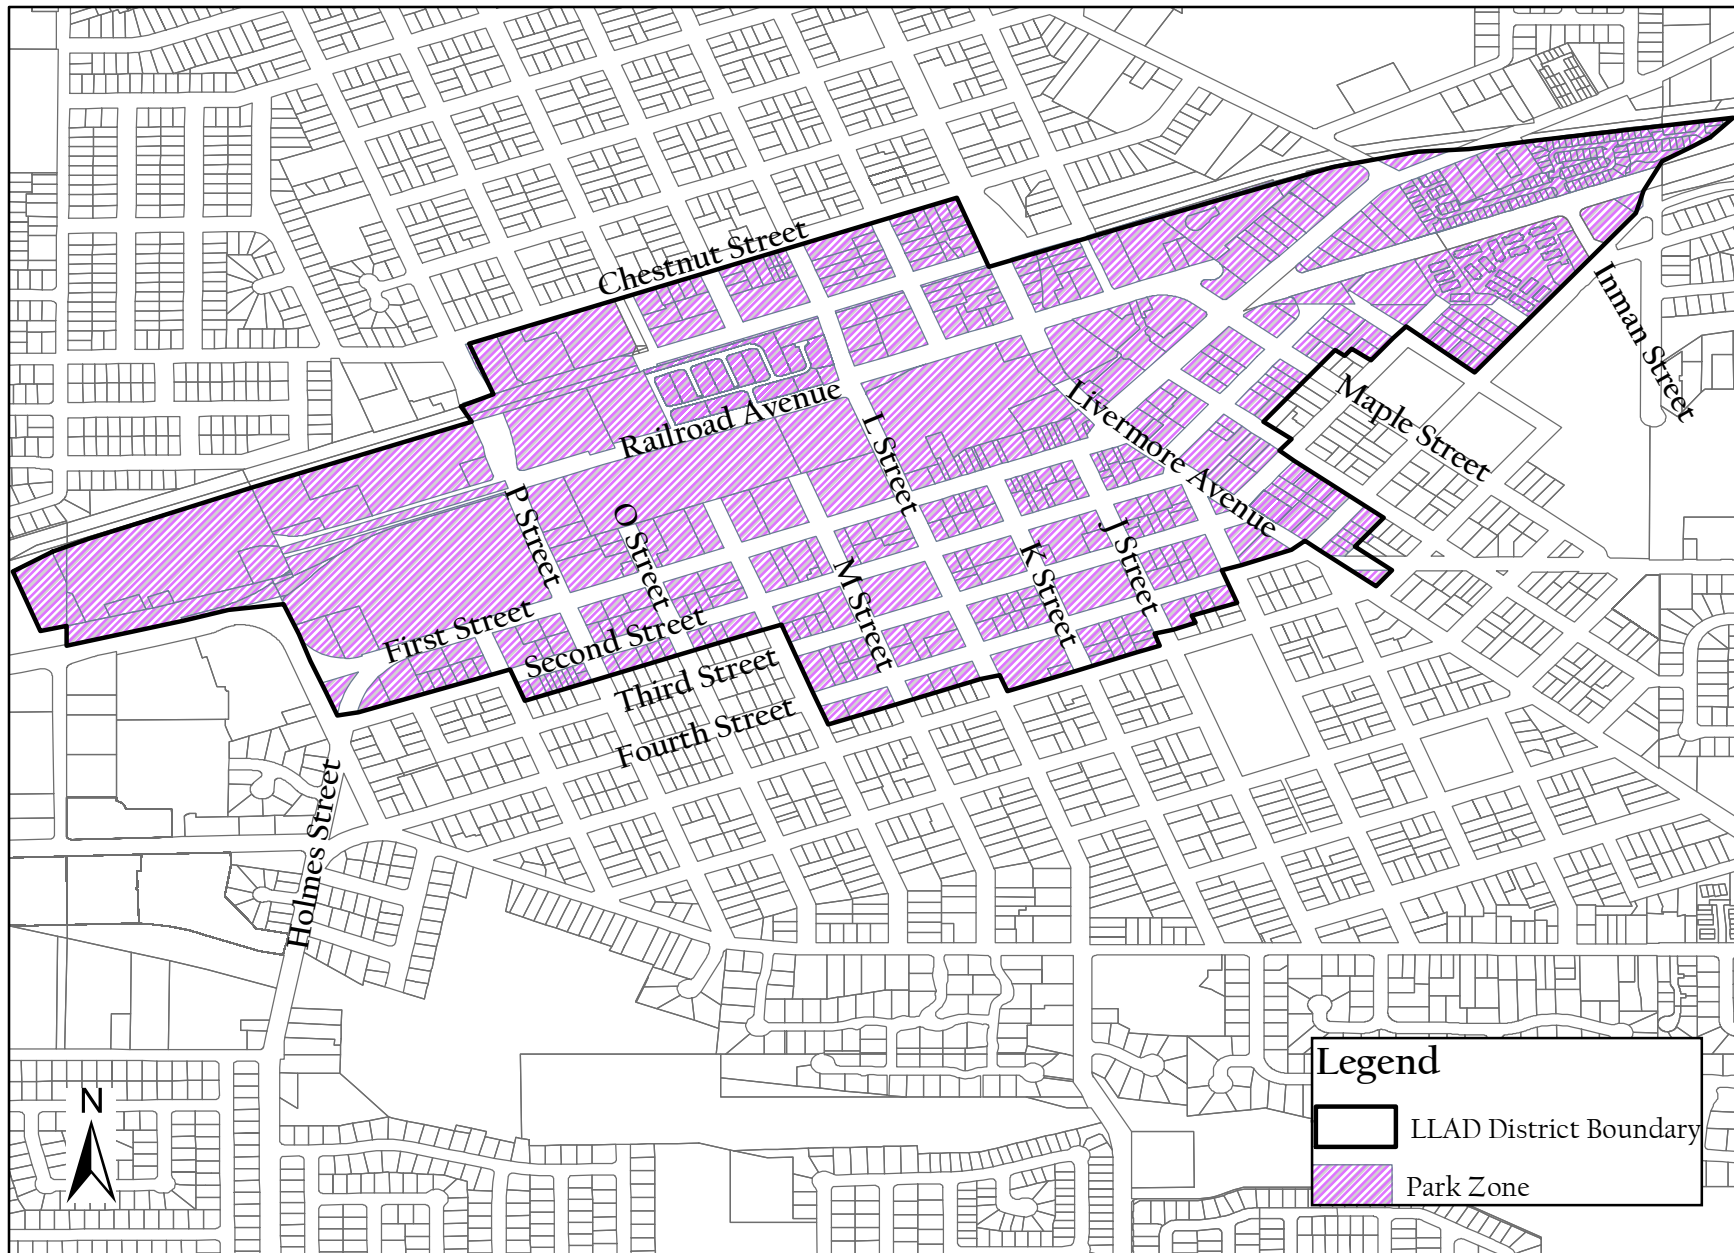 Chestnut Street
Inman Street
Maple Street
Livermore Avenue
Railroad Avenue
L Street
P Street
O Street
J Street
K Street
M Street
First Street
Second Street
Third Street
Fourth Street
Holmes Street
N
Legend
LLAD District Boundary
Park Zone